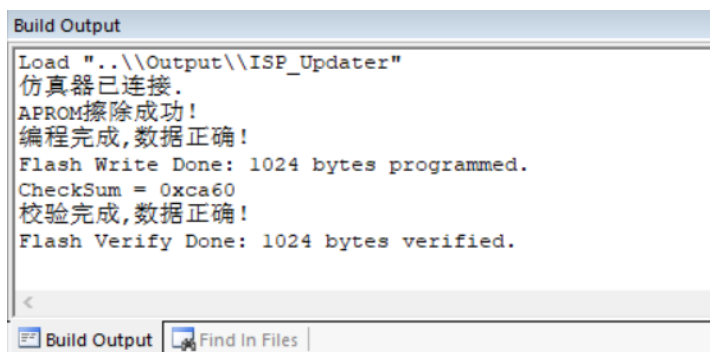 Build Output
Load "..\\Output\\ISP_Updater"
仿真器已连接.
APROM擦除成功!
编程完成,数据正确!
Flash Write Done: 1024 bytes programmed.
CheckSum = 0xca60
校验完成,数据正确!
Flash Verify Done: 1024 bytes verified.
Build Output Find In Files